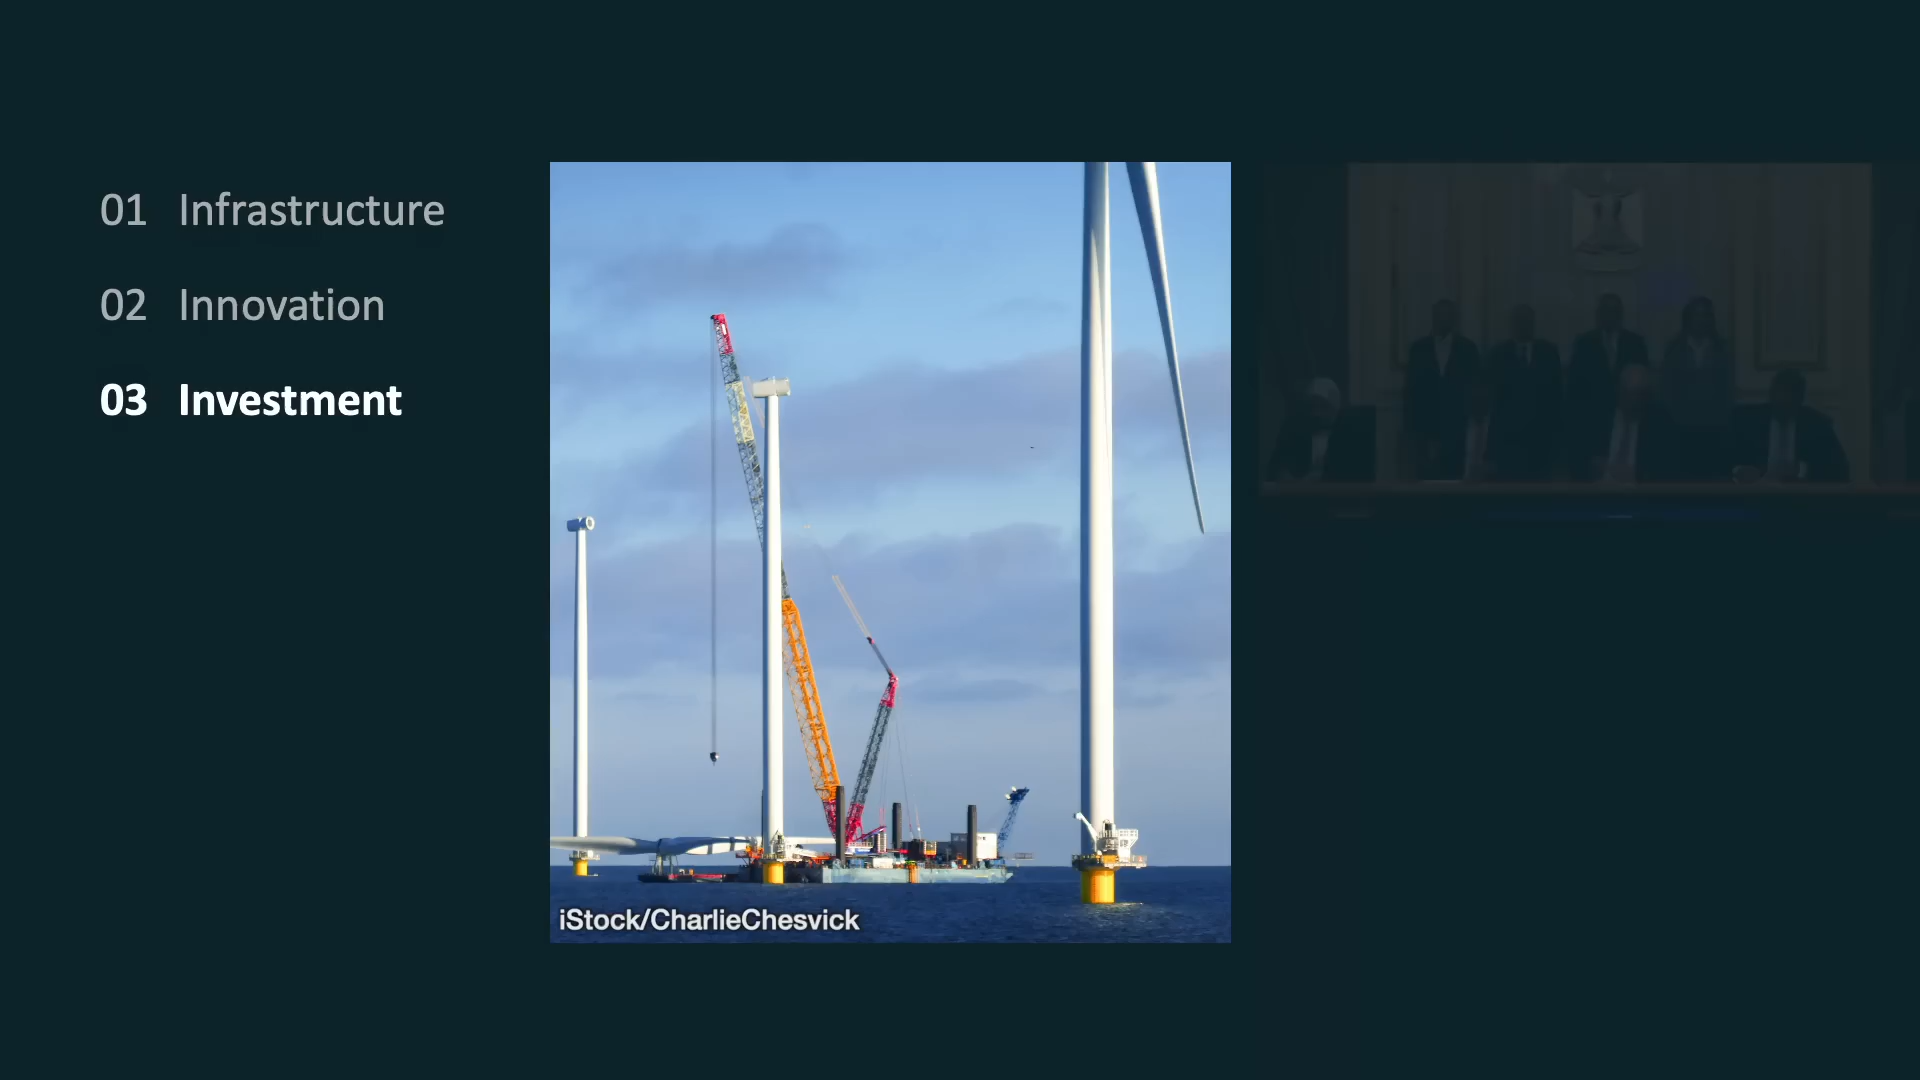 01 Infrastructure
02 Innovation
03 Investment
iStock/CharlieChesvick